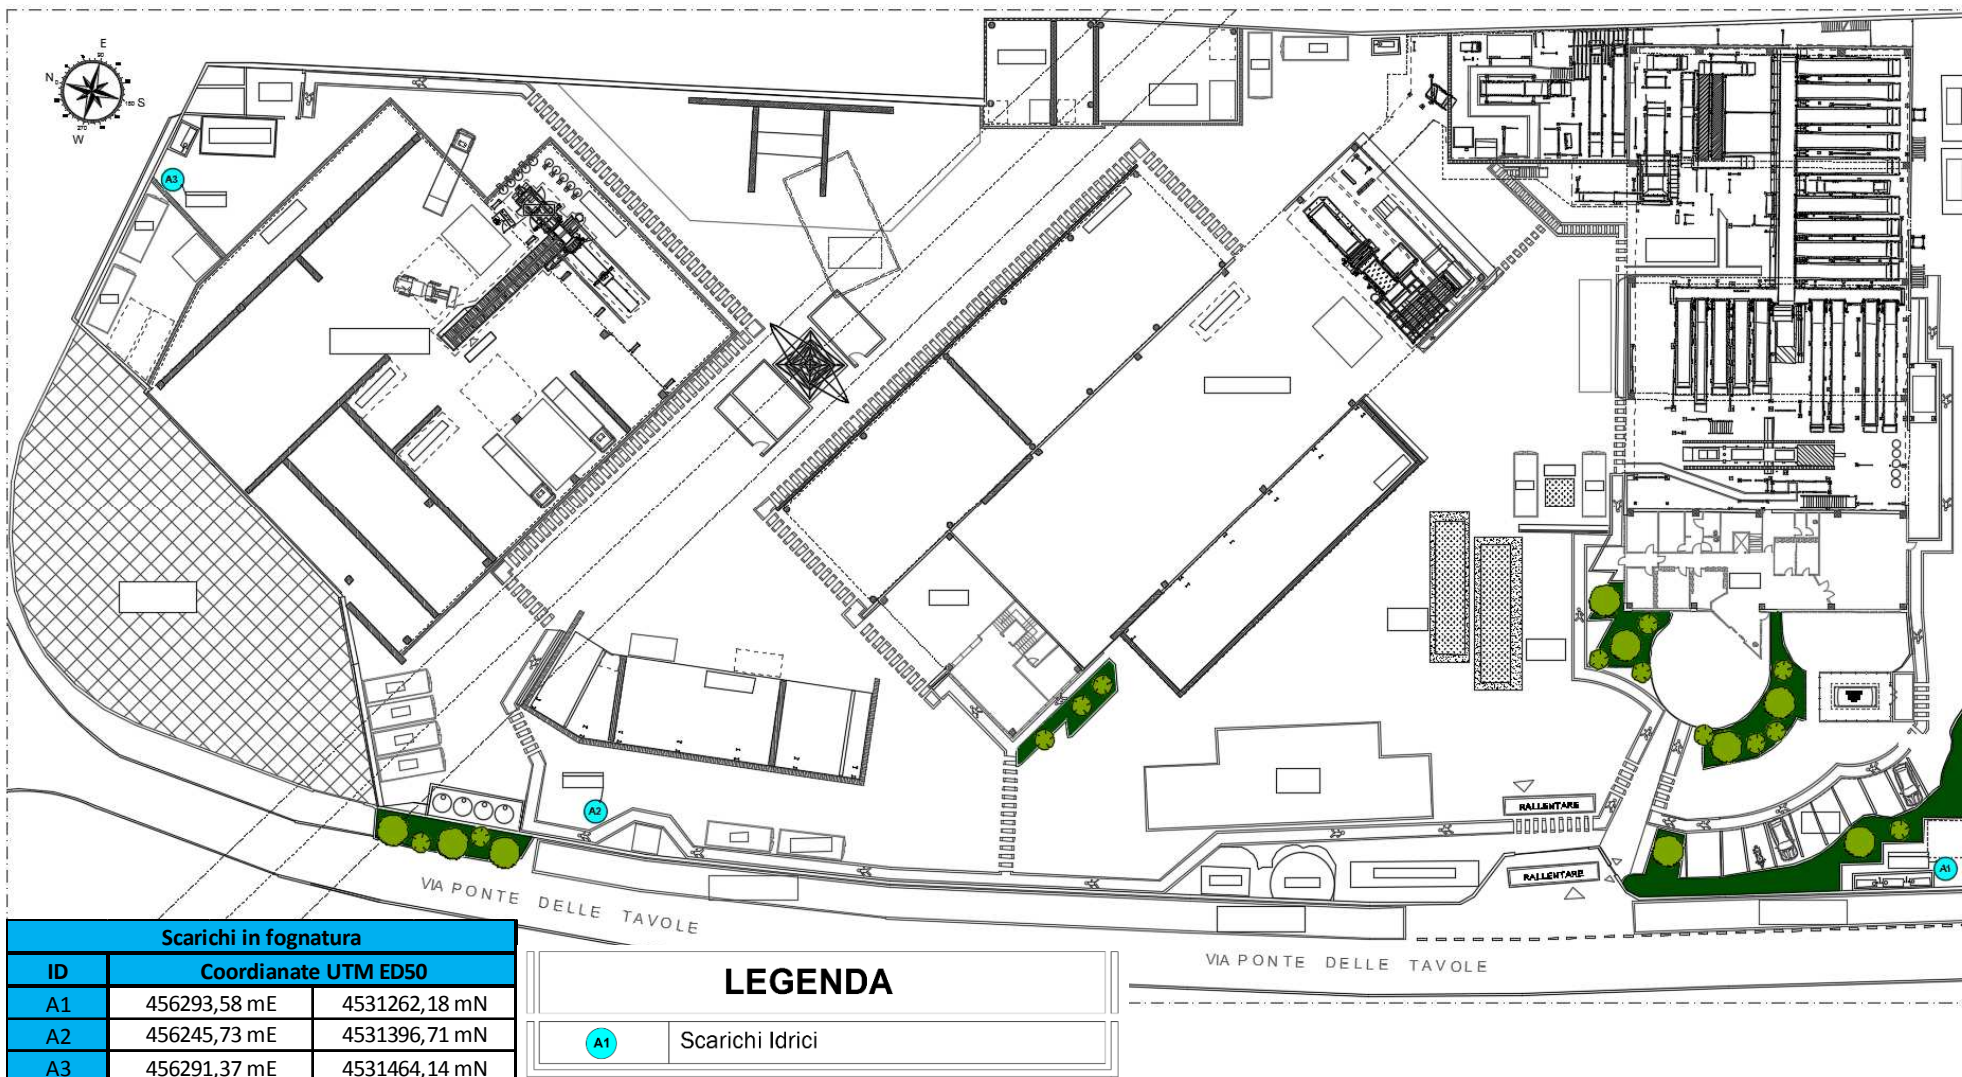 E
N
S
W
A3
A2
RALLENTARE
RALLENTARE
A1
VIA PONTE DELLE TAVOLE
VIA PONTE DELLE TAVOLE
Scarichi in fognatura
ID Coordianate UTM ED50
A1 456293,58 mE 4531262,18 mN
A2 456245,73 mE 4531396,71 mN
A3 456291,37 mE 4531464,14 mN
LEGENDA
A1 Scarichi Idrici